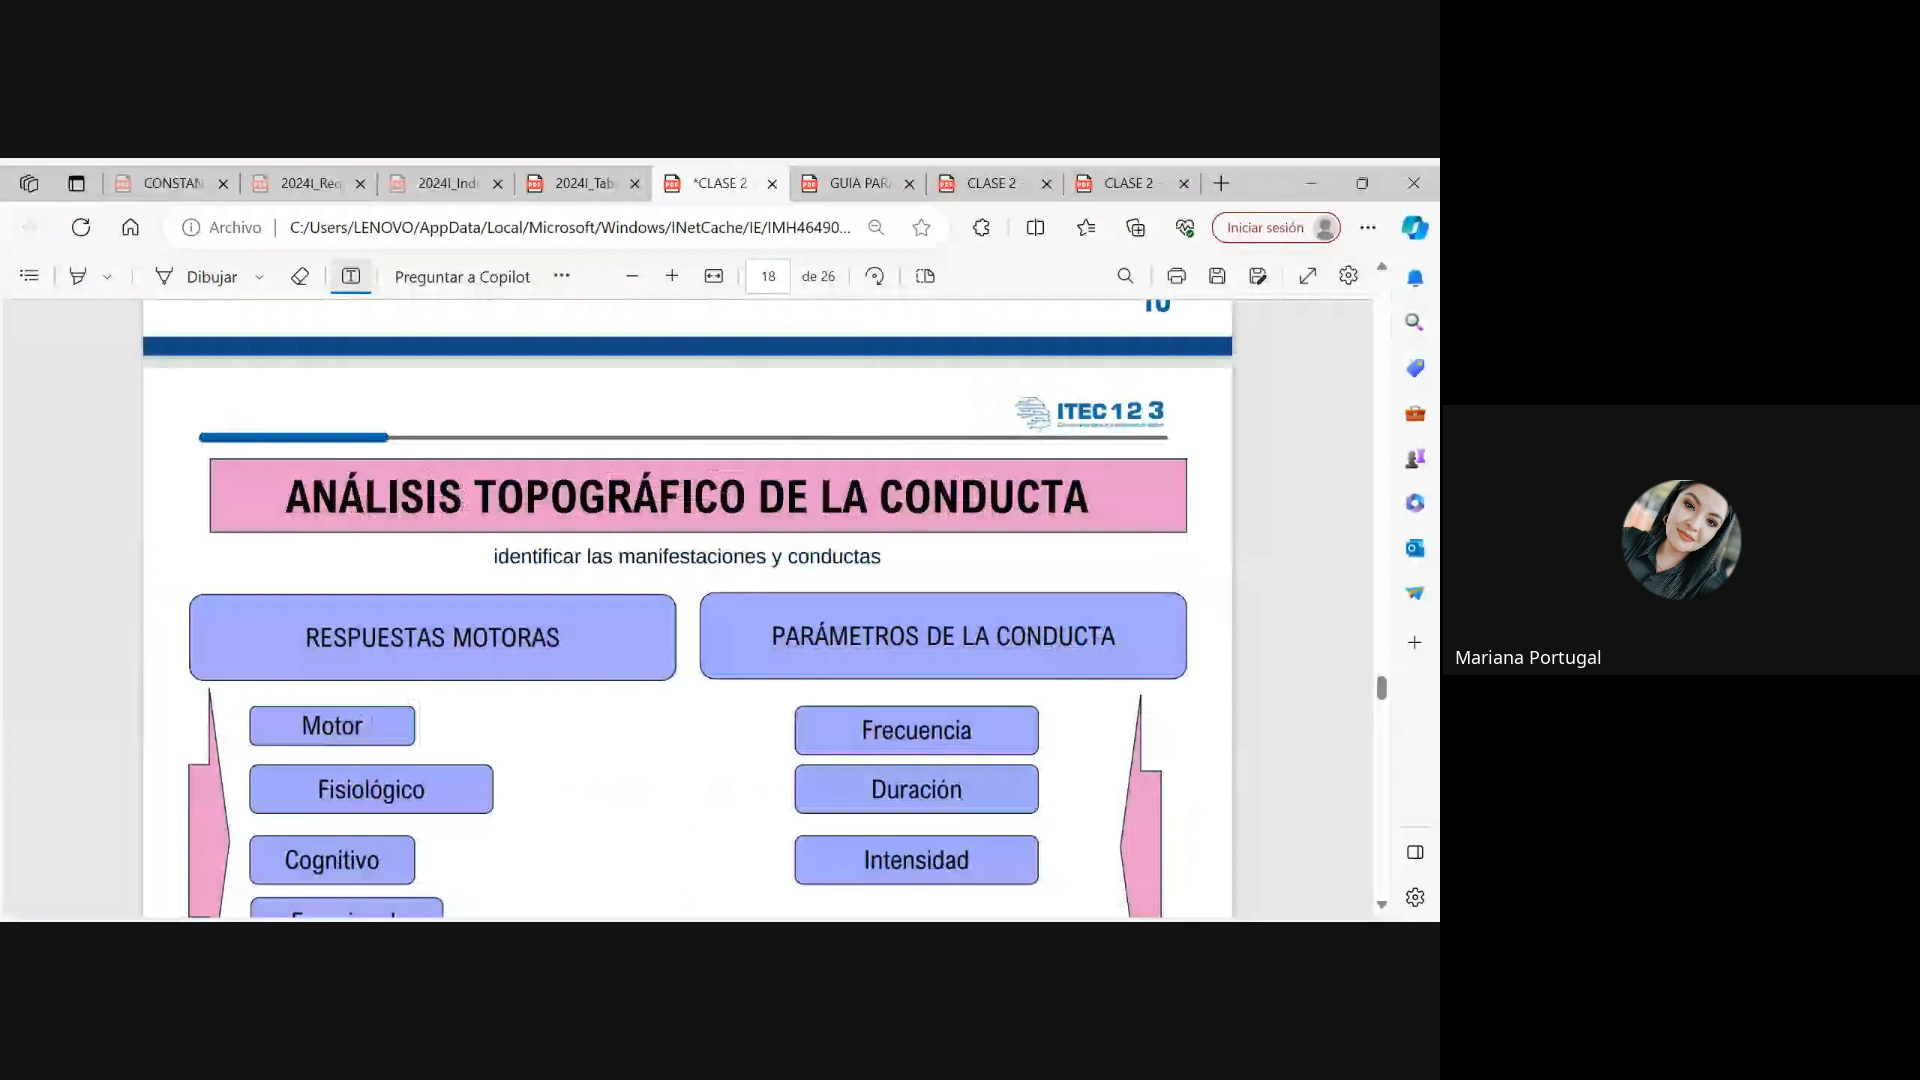 CONSTAN
2024I_Req
2024I_Indi
2024I_Tab
*CLASE 2
GUIA PAR
CLASE 2 -
CLASE 2 -
Archivo
C:/Users/LENOVO/AppData/Local/Microsoft/Windows/INetCache/IE/IMH46490...
Iniciar sesión
Dibujar
Preguntar a Copilot
18
de 26
ITEC 1 2 3
ANÁLISIS TOPOGRÁFICO DE LA CONDUCTA
identificar las manifestaciones y conductas
RESPUESTAS MOTORAS
PARÁMETROS DE LA CONDUCTA
Motor
Frecuencia
Fisiológico
Duración
Cognitivo
Intensidad
Mariana Portugal